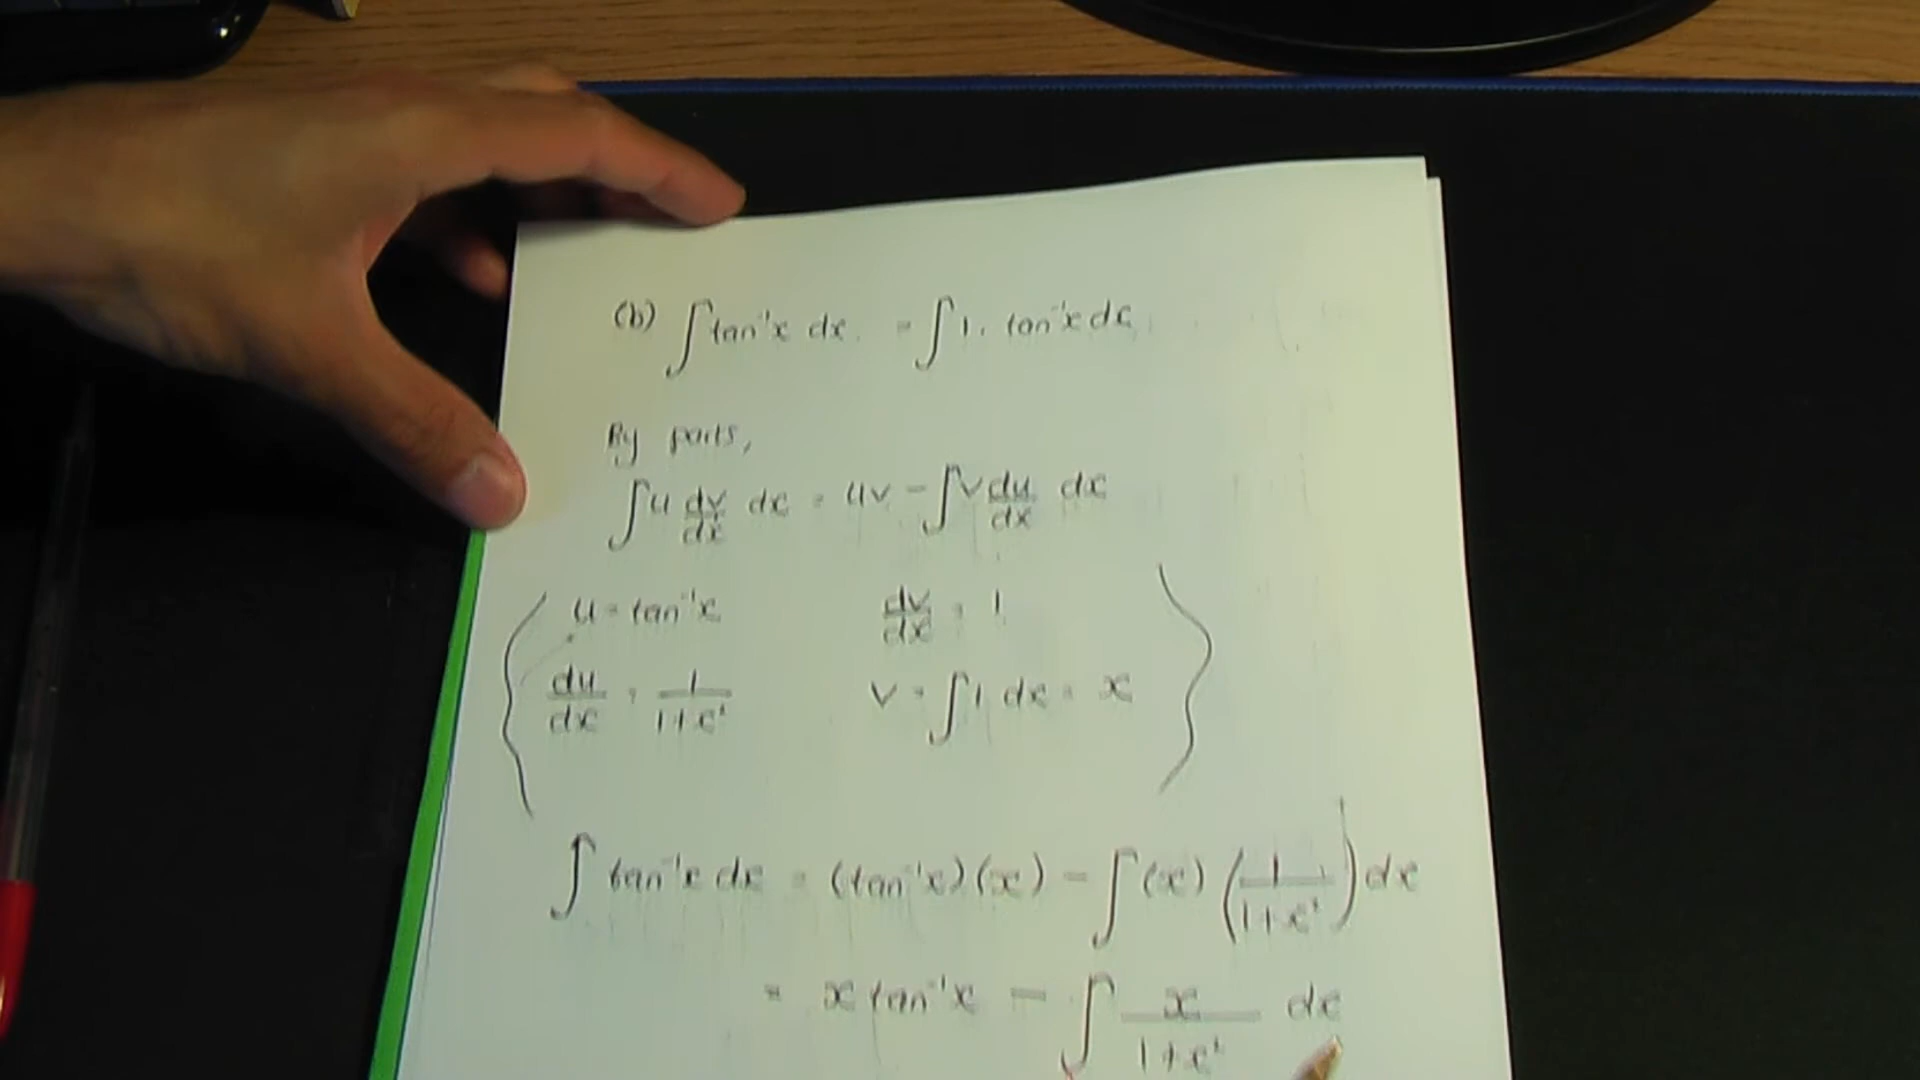 (b) ∫ tan⁻¹x dx = ∫ 1. tan⁻¹x dx
By parts,
∫ u dv/dx dx = uv - ∫ v du/dx dx
u = tan⁻¹x dv/dx = 1
du/dx = 1/(1+x²) v = ∫ 1 dx = x
∫ tan⁻¹x dx = (tan⁻¹x)(x) - ∫ (x) (1/(1+x²)) dx
= x tan⁻¹x - ∫ x/(1+x²) dx